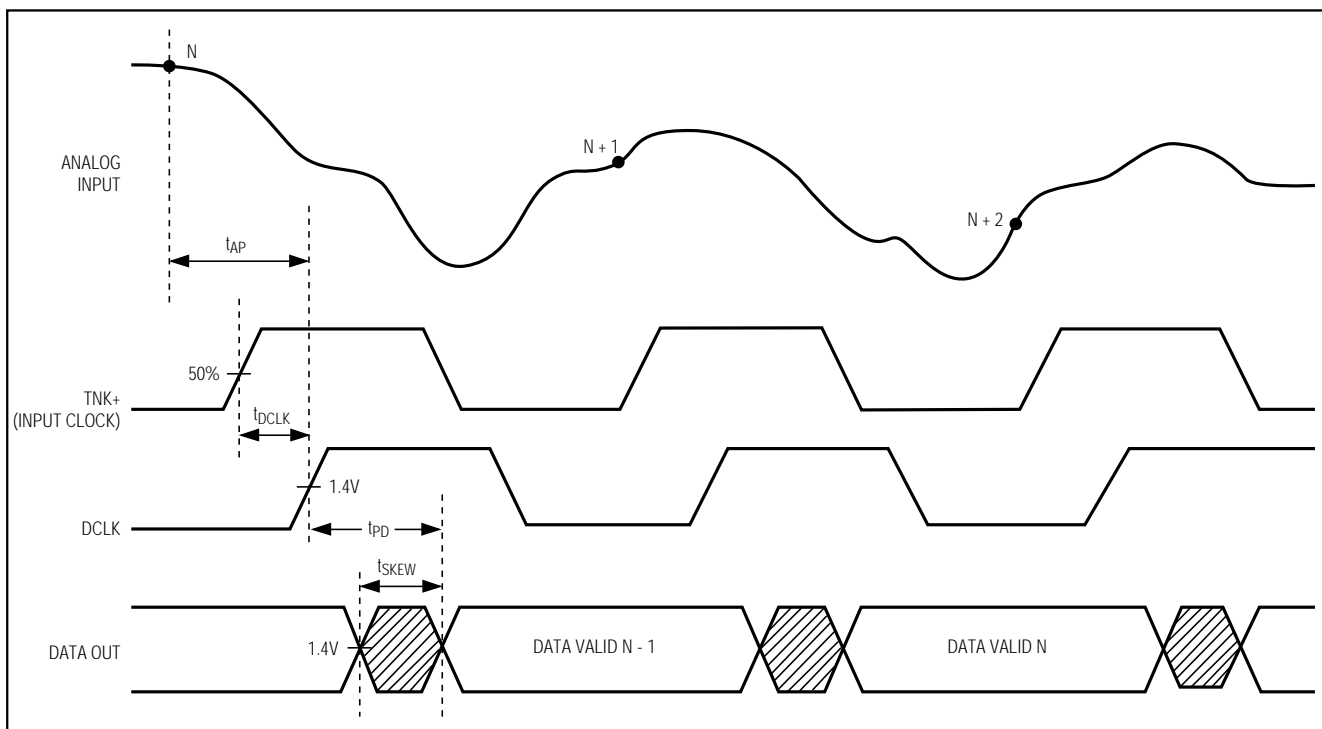 N
ANALOG
INPUT
N + 1
N + 2
tAP
50%
TNK+
(INPUT CLOCK)
tDCLK
1.4V
DCLK
tPD
tSKEW
1.4V
DATA OUT
DATA VALID N - 1
DATA VALID N